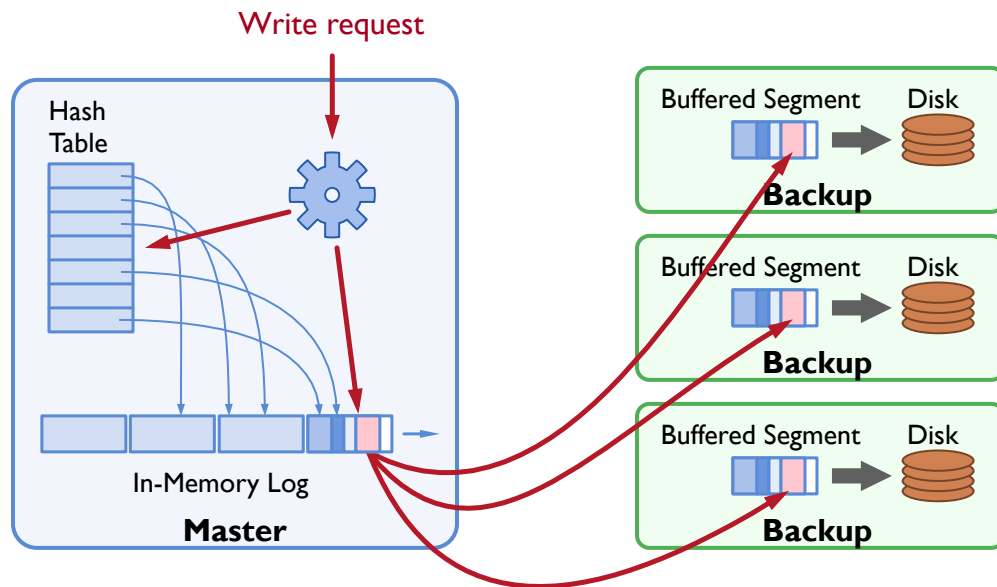 Write request
Hash
Table
In-Memory Log
Master
Buffered Segment
Disk
Backup
Buffered Segment
Disk
Backup
Buffered Segment
Disk
Backup